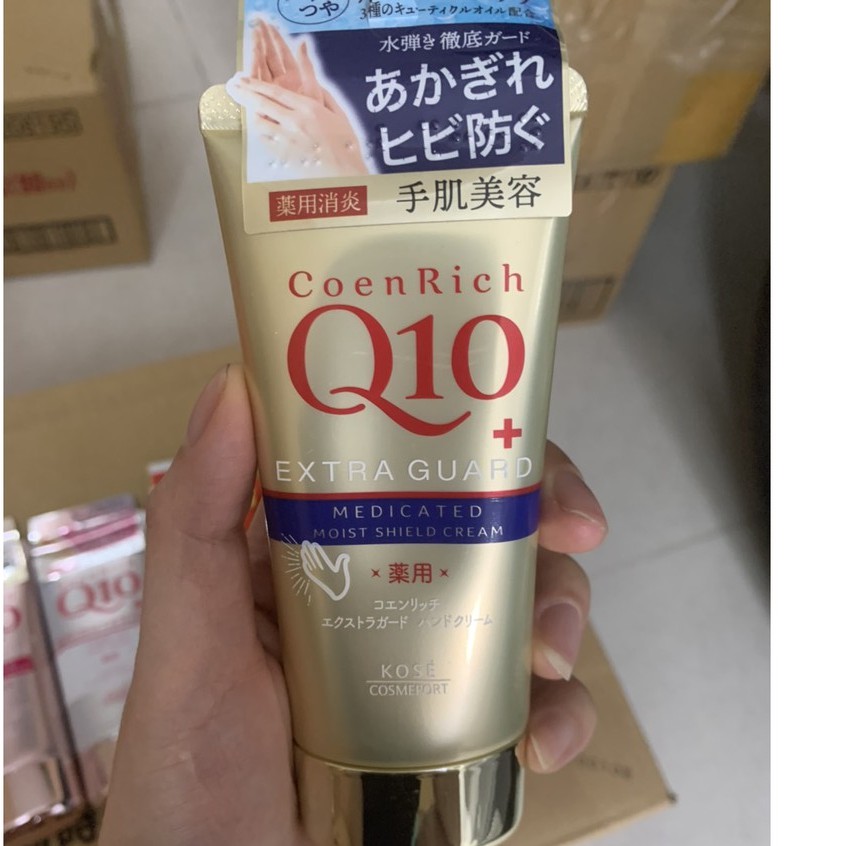 つや
3種のキューティクルオイル配合
水弾き 徹底ガード
あかぎれ
ヒビ防ぐ
薬用消炎
手肌美容
CoenRich
Q10
+
EXTRA GUARD
MEDICATED
MOIST SHIELD CREAM
薬用
コエンリッチ
エクストラガード ハンドクリーム
KOSÉ
COSMEPORT
Q10